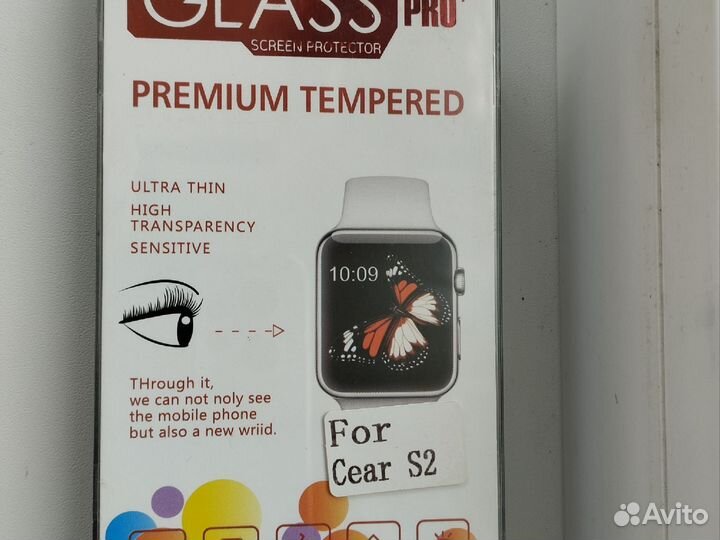 GLASS PRO+
SCREEN PROTECTOR
PREMIUM TEMPERED
ULTRA THIN
HIGH
TRANSPARENCY
SENSITIVE
10:09
THrough it,
we can not noly see
the mobile phone
but also a new wriid.
For
Cear S2
Avito